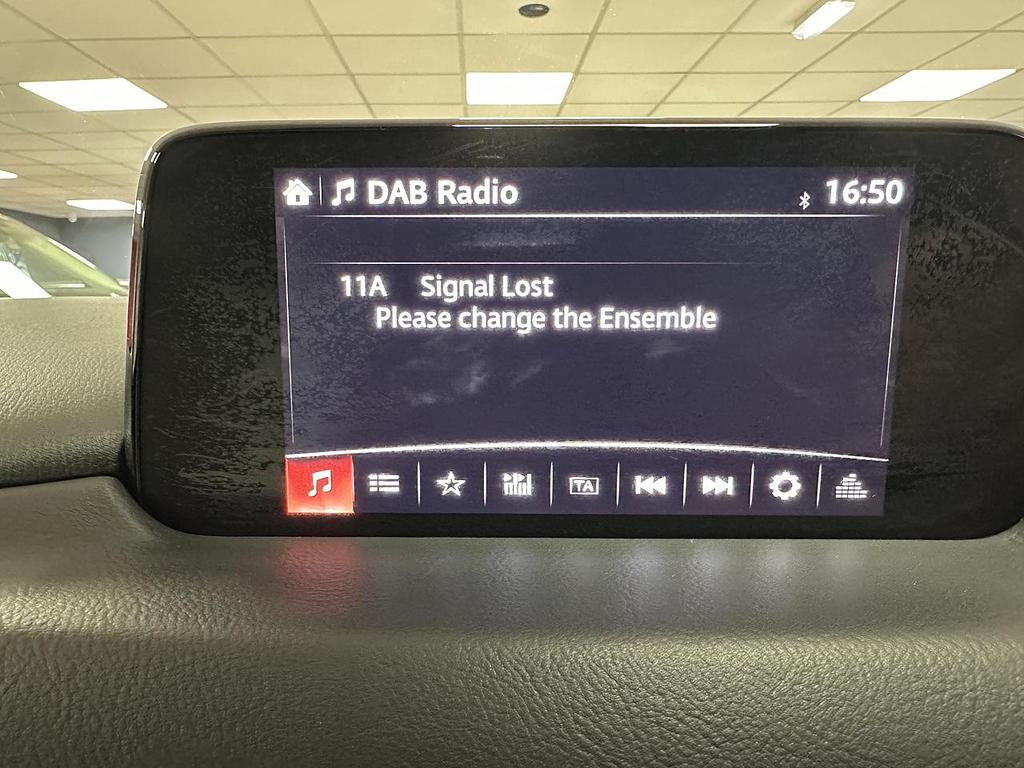 DAB Radio 16:50
11A Signal Lost
Please change the Ensemble
TA